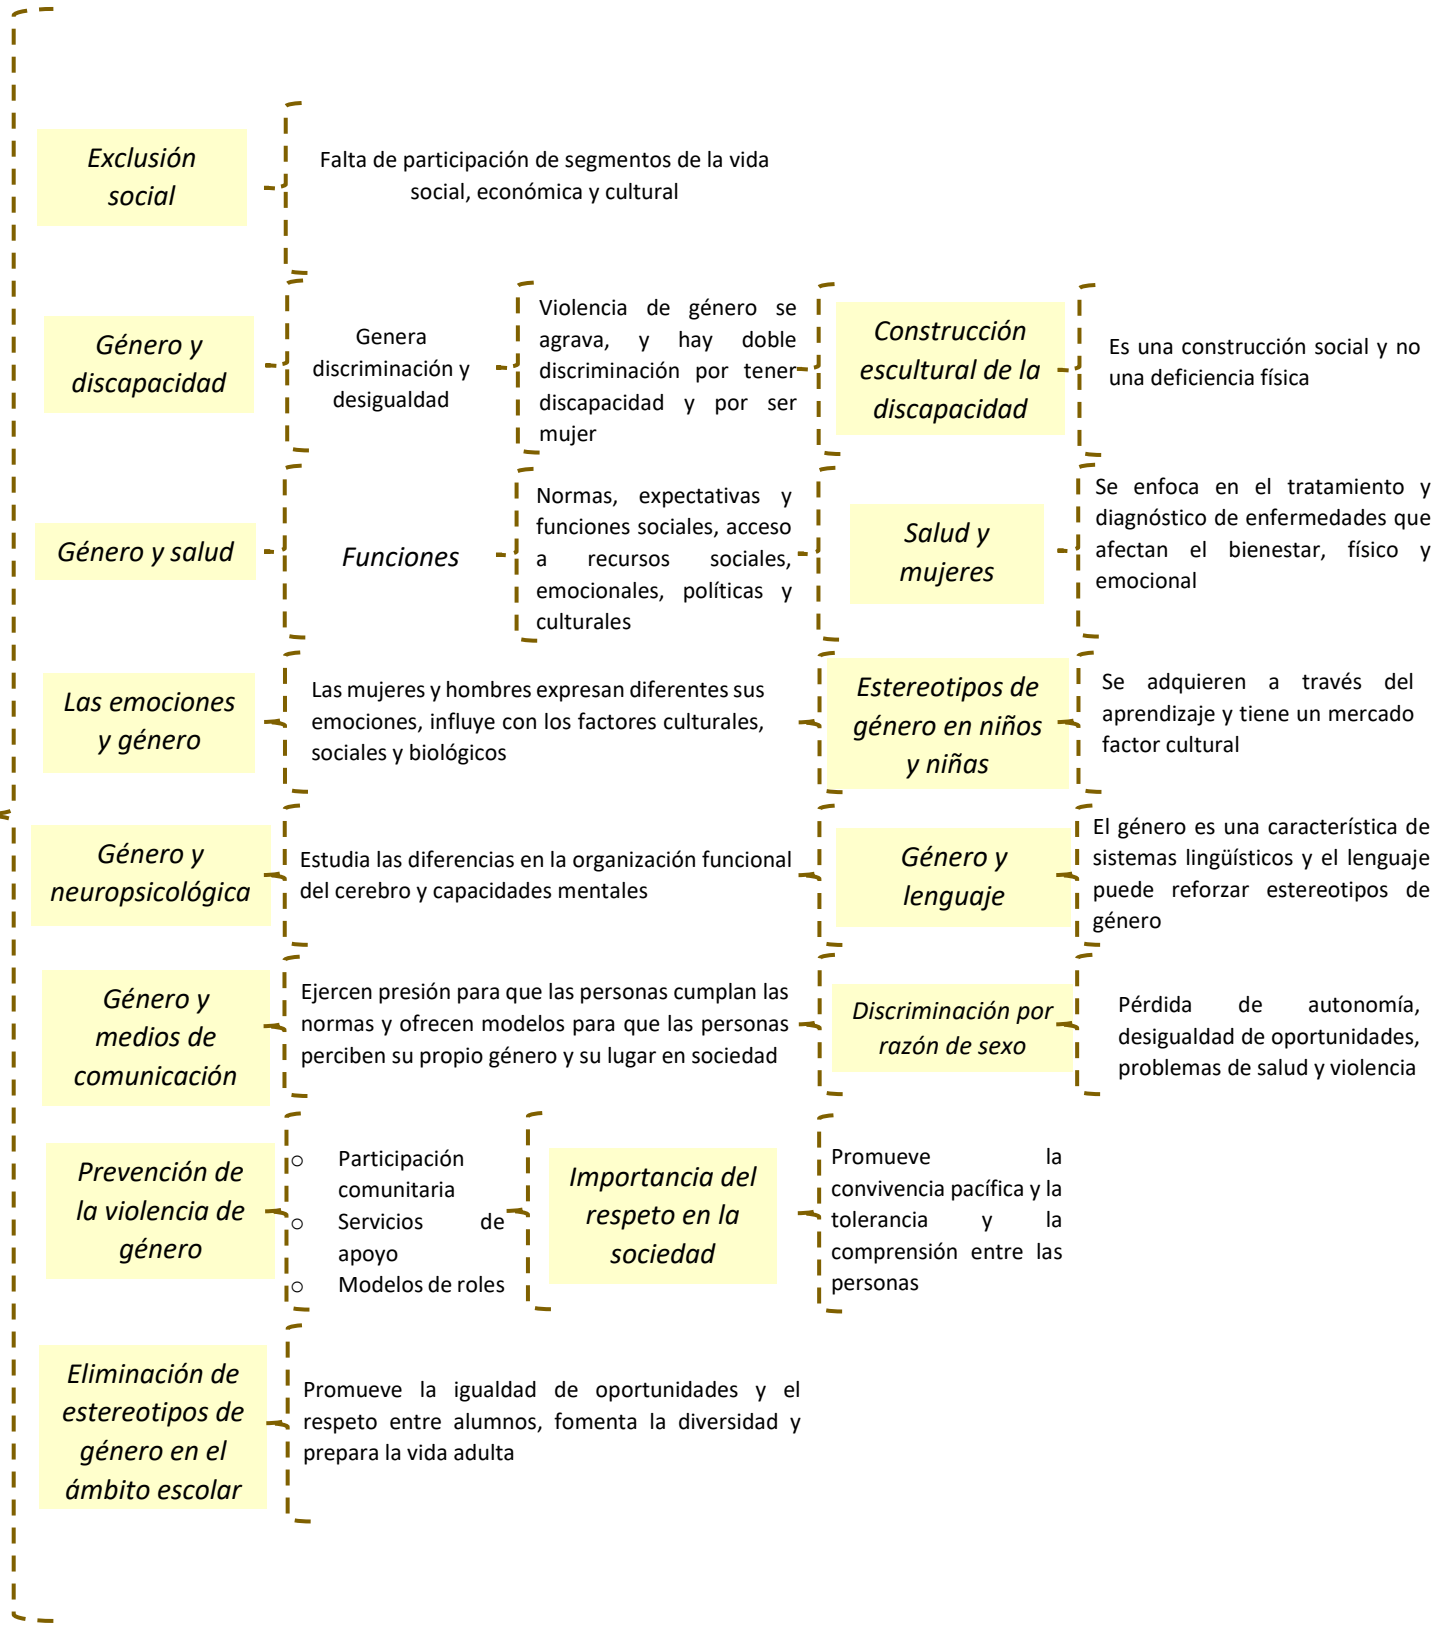 Exclusión
social
Falta de participación de segmentos de la vida
social, económica y cultural
Género y
discapacidad
Genera
discriminación y
desigualdad
Violencia de género se
agrava, y hay doble
discriminación por tener
discapacidad y por ser
mujer
Construcción
escultural de la
discapacidad
Es una construcción social y no
una deficiencia física
Género y salud
Funciones
Normas, expectativas y
funciones sociales, acceso
a recursos sociales,
emocionales, políticas y
culturales
Salud y
mujeres
Se enfoca en el tratamiento y
diagnóstico de enfermedades que
afectan el bienestar, físico y
emocional
Las emociones
y género
Las mujeres y hombres expresan diferentes sus
emociones, influye con los factores culturales,
sociales y biológicos
Estereotipos de
género en niños
y niñas
Se adquieren a través del
aprendizaje y tiene un mercado
factor cultural
Género y
neuropsicológica
Estudia las diferencias en la organización funcional
del cerebro y capacidades mentales
Género y
lenguaje
El género es una característica de
sistemas lingüísticos y el lenguaje
puede reforzar estereotipos de
género
Género y
medios de
comunicación
Ejercen presión para que las personas cumplan las
normas y ofrecen modelos para que las personas
perciben su propio género y su lugar en sociedad
Discriminación por
razón de sexo
Pérdida de autonomía,
desigualdad de oportunidades,
problemas de salud y violencia
Prevención de
la violencia de
género
o Participación
comunitaria
o Servicios de
apoyo
o Modelos de roles
Importancia del
respeto en la
sociedad
Promueve la
convivencia pacífica y la
tolerancia y la
comprensión entre las
personas
Eliminación de
estereotipos de
género en el
ámbito escolar
Promueve la igualdad de oportunidades y el
respeto entre alumnos, fomenta la diversidad y
prepara la vida adulta